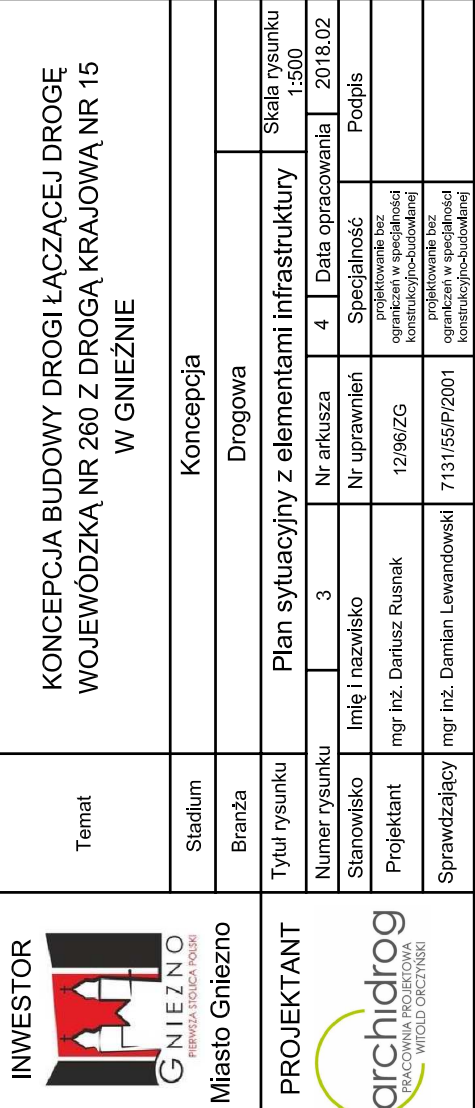 INWESTOR
GNIEZNO
PIERWSZA STOLICA POLSKI
Miasto Gniezno
Temat
KONCEPCJA BUDOWY DROGI ŁĄCZĄCEJ DROGĘ
WOJEWÓDZKĄ NR 260 Z DROGĄ KRAJOWĄ NR 15
W GNIEŹNIE
Stadium
Koncepcja
Branża
Drogowa
PROJEKTANT
archidrog
PRACOWNIA PROJEKTOWA
WITOLD ORCZYŃSKI
Tytuł rysunku
Plan sytuacyjny z elementami infrastruktury
Skala rysunku
1:500
Numer rysunku
3
Nr arkusza
4
Data opracowania
2018.02
Stanowisko
Imię i nazwisko
Nr uprawnień
Specjalność
Podpis
Projektant
mgr inż. Dariusz Rusnak
12/96/ZG
projektowanie bez
ograniczeń w specjalności
konstrukcyjno-budowlanej
Sprawdzający
mgr inż. Damian Lewandowski
7131/55/P/2001
projektowanie bez
ograniczeń w specjalności
konstrukcyjno-budowlanej